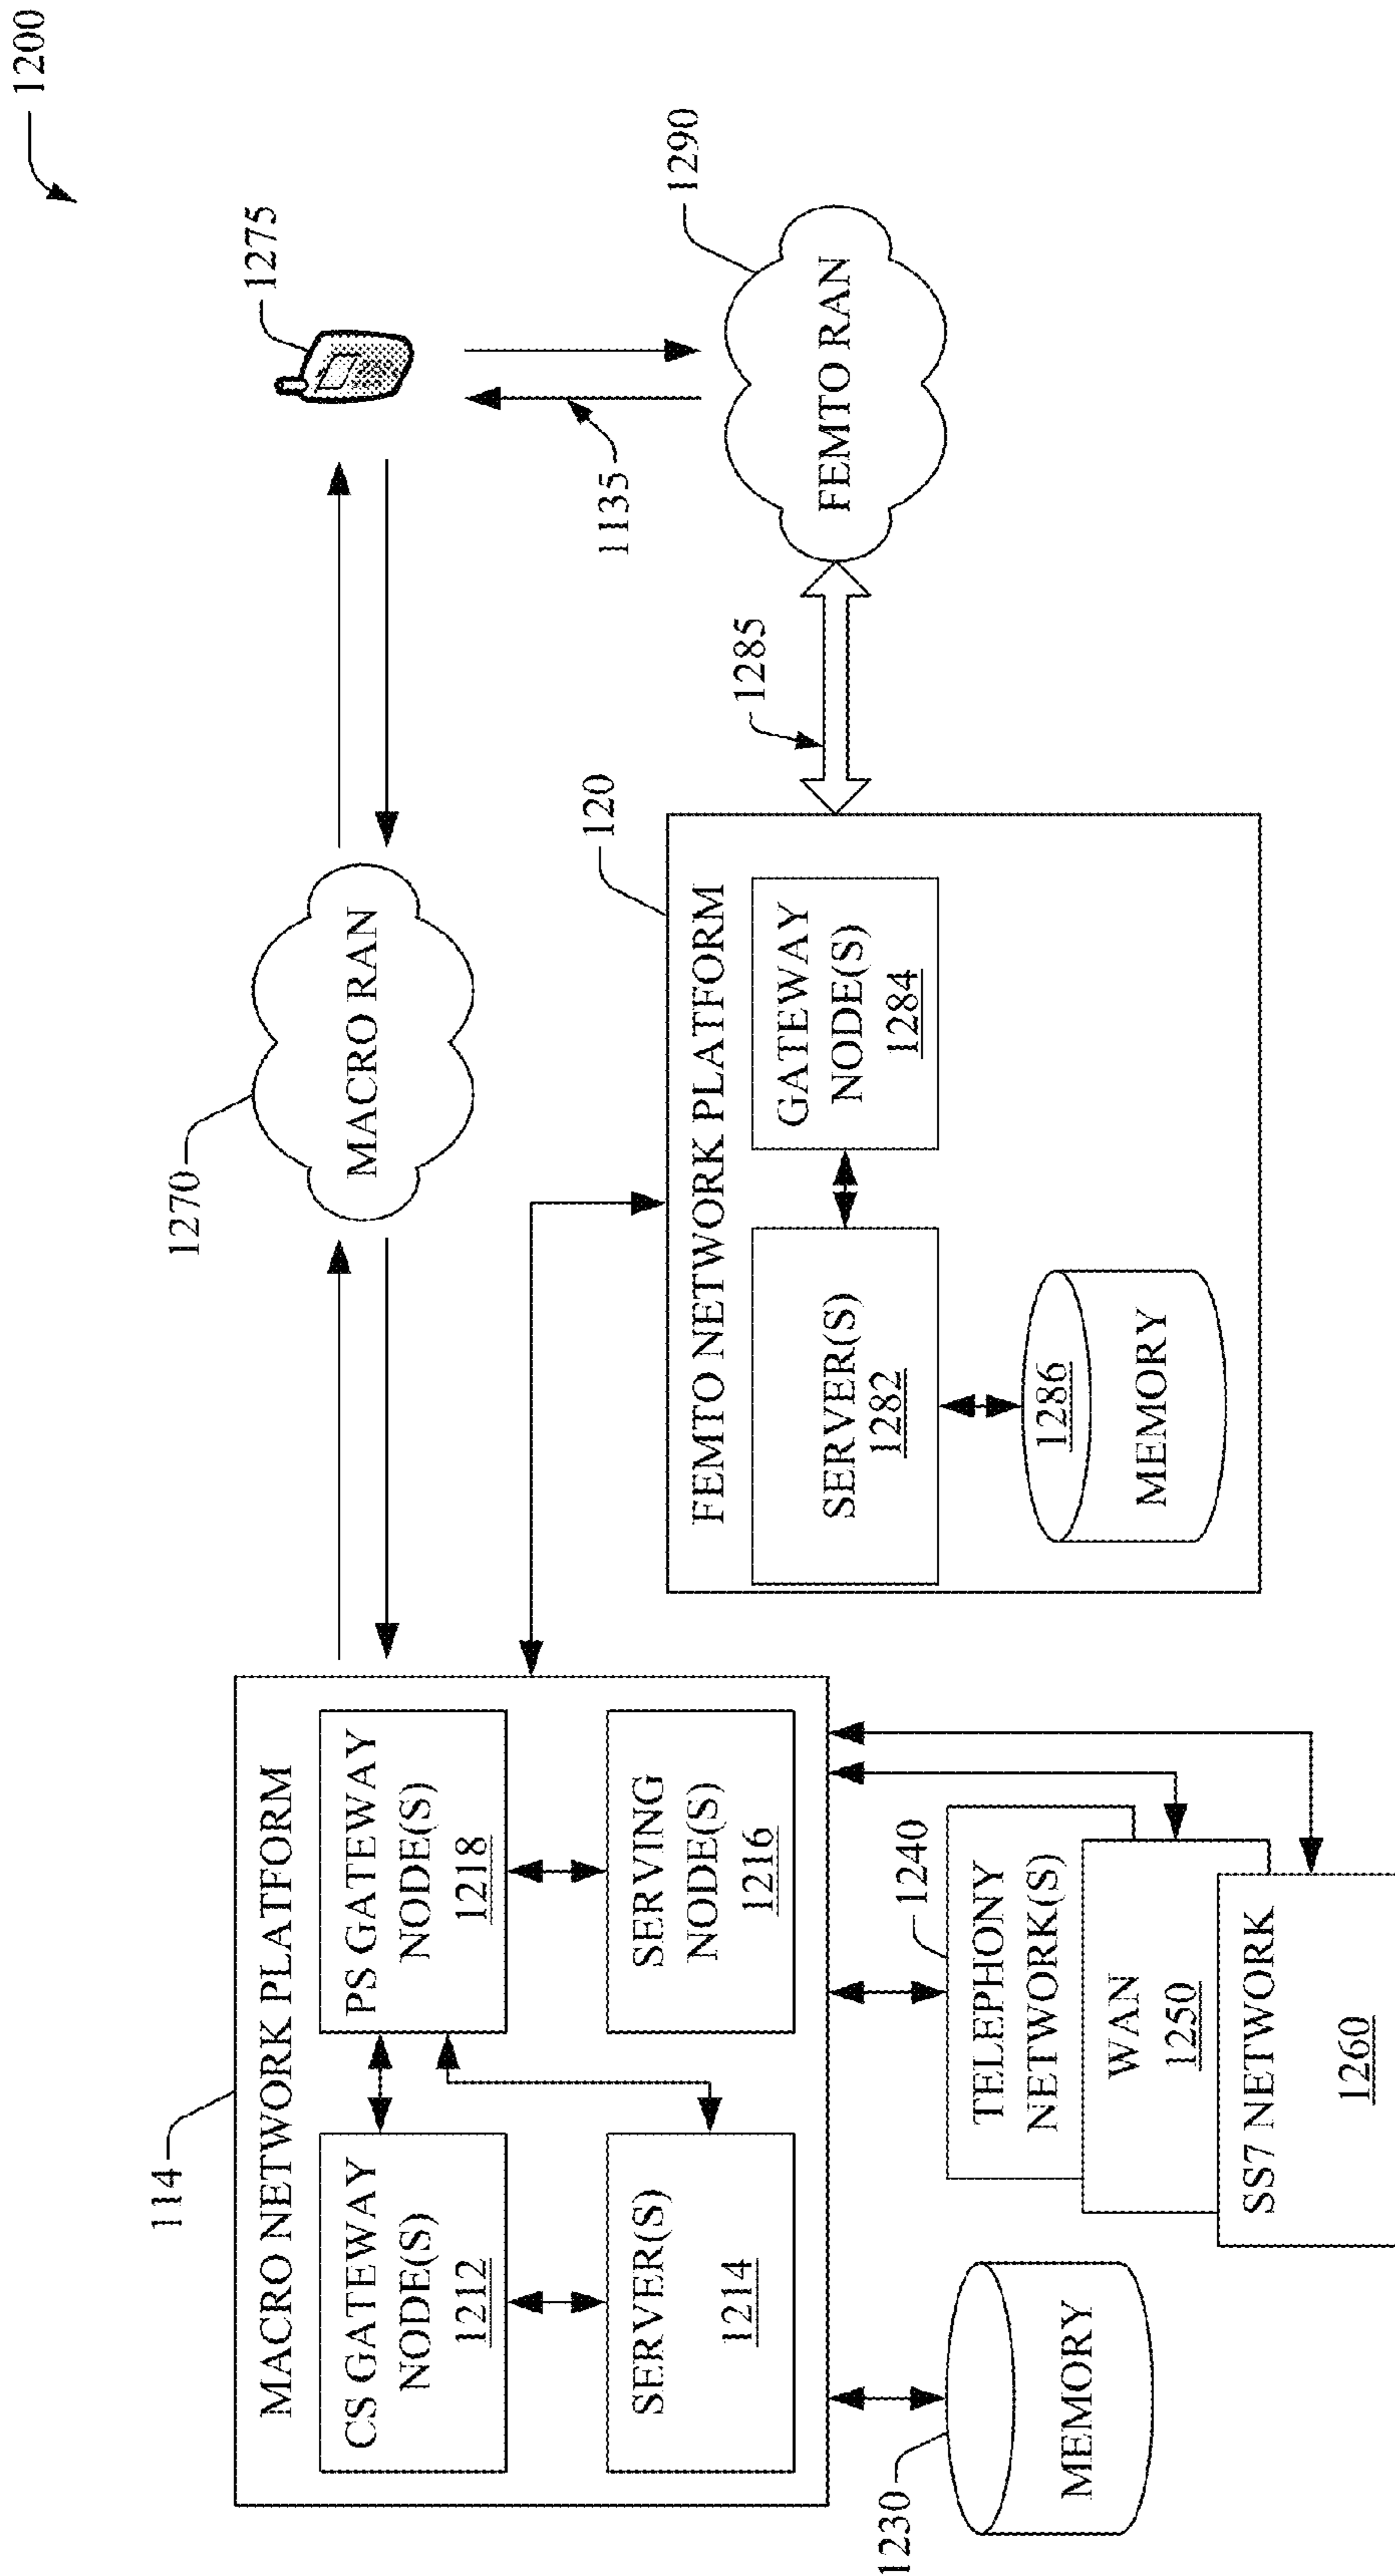 1200
114
MACRO NETWORK PLATFORM
CS GATEWAY
NODE(S)
1212
PS GATEWAY
NODE(S)
1218
SERVER(S)
1214
SERVING
NODE(S)
1216
1230
MEMORY
1240
TELEPHONY
NETWORK(S)
WAN
1250
SS7 NETWORK
1260
1270
MACRO RAN
1275
120
FEMTO NETWORK PLATFORM
SERVER(S)
1282
GATEWAY
NODE(S)
1284
1286
MEMORY
1285
1135
1290
FEMTO RAN